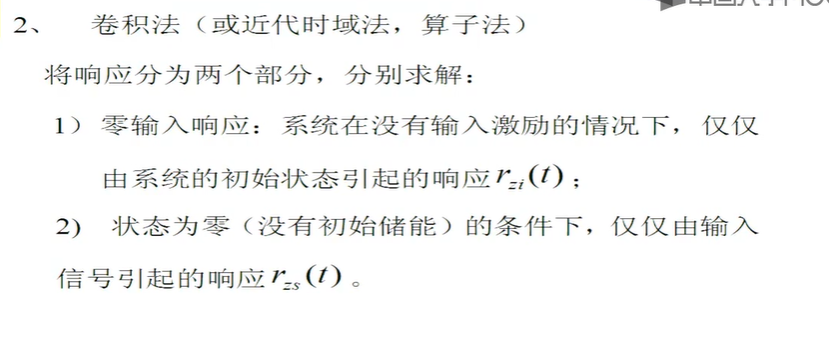 2、 卷积法（或近代时域法，算子法）
将响应分为两个部分，分别求解：
1） 零输入响应：系统在没有输入激励的情况下，仅仅
由系统的初始状态引起的响应 r_{zi}(t)；
2) 状态为零（没有初始储能）的条件下，仅仅由输入
信号引起的响应 r_{zs}(t)。